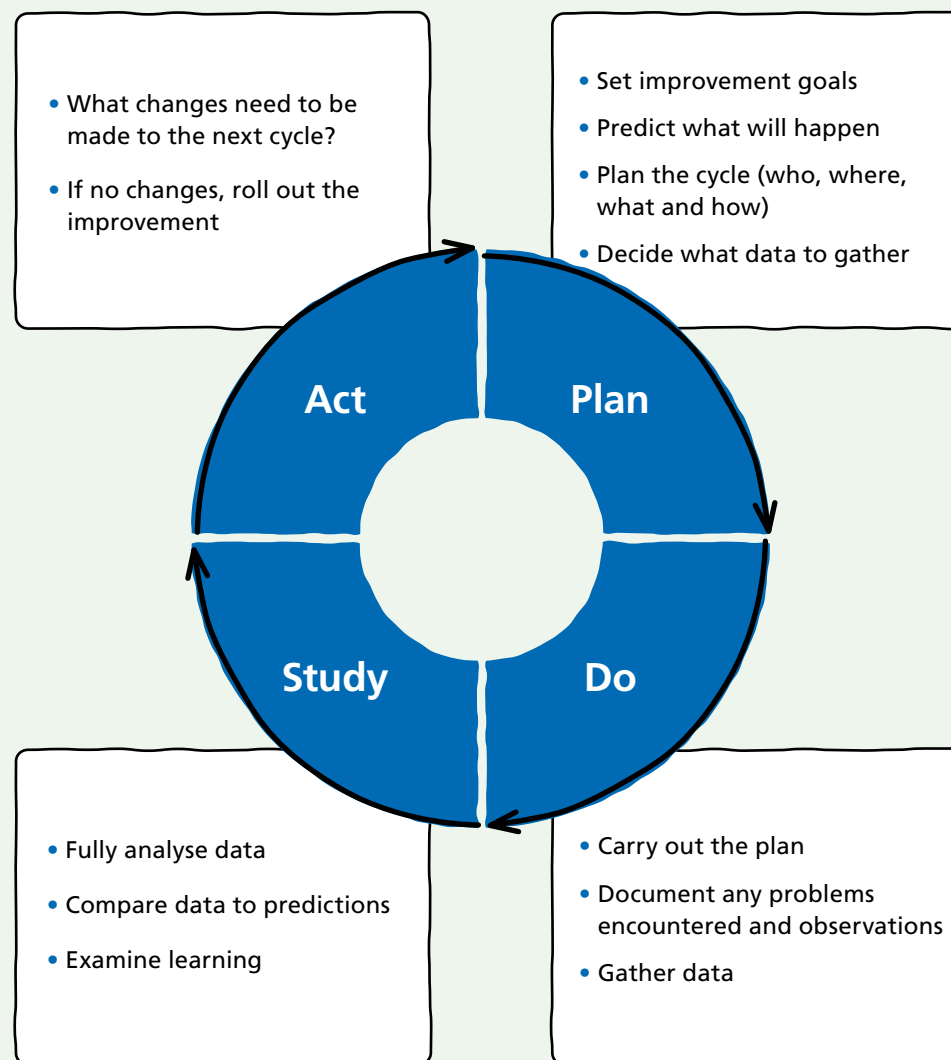 • What changes need to be
made to the next cycle?
• If no changes, roll out the
improvement
• Set improvement goals
• Predict what will happen
• Plan the cycle (who, where,
what and how)
• Decide what data to gather
Act
Plan
Study
Do
• Fully analyse data
• Compare data to predictions
• Examine learning
• Carry out the plan
• Document any problems
encountered and observations
• Gather data